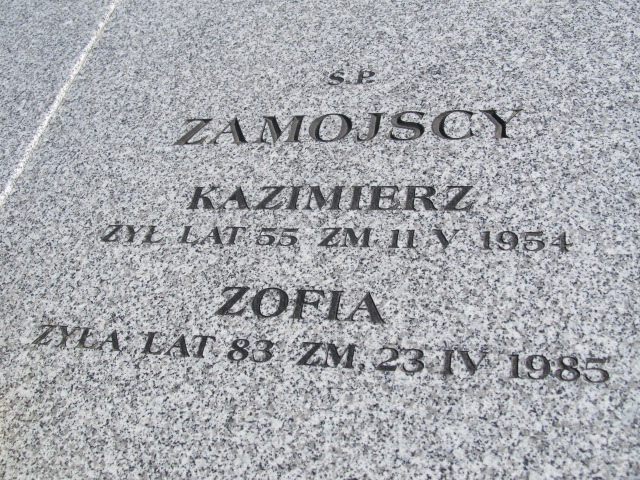 S.P.
ZAMOJSCY
KAZIMIERZ
ŻYŁ LAT 55 ZM 11 V 1954
ZOFIA
ŻYŁA LAT 83 ZM, 23 IV 1985